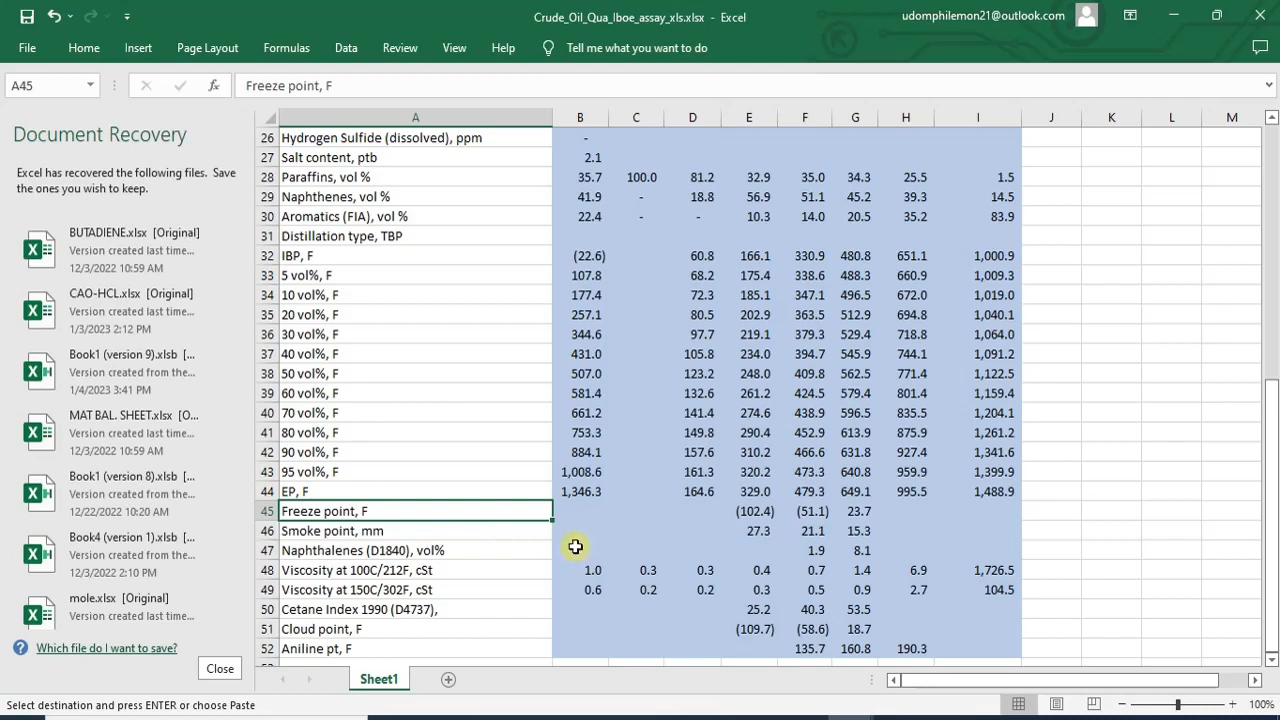 Crude_Oil_Qua_Iboe_assay_xls.xlsx - Excel
udomphilemon21@outlook.com
File Home Insert Page Layout Formulas Data Review View Help Tell me what you want to do
A45 fx Freeze point, F
Document Recovery
Excel has recovered the following files. Save
the ones you wish to keep.
BUTADIENE.xlsx [Original]
Version created last time...
12/3/2022 10:59 AM
CAO-HCL.xlsx [Original]
Version created last time...
1/3/2023 2:12 PM
Book1 (version 9).xlsb [...
Version created from the...
1/4/2023 3:41 PM
MAT BAL. SHEET.xlsx [O...
Version created last time...
12/3/2022 10:59 AM
Book1 (version 8).xlsb [...
Version created from the...
12/22/2022 10:20 AM
Book4 (version 1).xlsb [...
Version created from the...
12/3/2022 2:10 PM
mole.xlsx [Original]
Version created last time...
Which file do I want to save?
Close
A B C D E F G H I J K L M
26 Hydrogen Sulfide (dissolved), ppm -
27 Salt content, ptb 2.1
28 Paraffins, vol % 35.7 100.0 81.2 32.9 35.0 34.3 25.5 1.5
29 Naphthenes, vol % 41.9 - 18.8 56.9 51.1 45.2 39.3 14.5
30 Aromatics (FIA), vol % 22.4 - - 10.3 14.0 20.5 35.2 83.9
31 Distillation type, TBP
32 IBP, F (22.6) 60.8 166.1 330.9 480.8 651.1 1,000.9
33 5 vol%, F 107.8 68.2 175.4 338.6 488.3 660.9 1,009.3
34 10 vol%, F 177.4 72.3 185.1 347.1 496.5 672.0 1,019.0
35 20 vol%, F 257.1 80.5 202.9 363.5 512.9 694.8 1,040.1
36 30 vol%, F 344.6 97.7 219.1 379.3 529.4 718.8 1,064.0
37 40 vol%, F 431.0 105.8 234.0 394.7 545.9 744.1 1,091.2
38 50 vol%, F 507.0 123.2 248.0 409.8 562.5 771.4 1,122.5
39 60 vol%, F 581.4 132.6 261.2 424.5 579.4 801.4 1,159.4
40 70 vol%, F 661.2 141.4 274.6 438.9 596.5 835.5 1,204.1
41 80 vol%, F 753.3 149.8 290.4 452.9 613.9 875.9 1,261.2
42 90 vol%, F 884.1 157.6 310.2 466.6 631.8 927.4 1,341.6
43 95 vol%, F 1,008.6 161.3 320.2 473.3 640.8 959.9 1,399.9
44 EP, F 1,346.3 164.6 329.0 479.3 649.1 995.5 1,488.9
45 Freeze point, F (102.4) (51.1) 23.7
46 Smoke point, mm 27.3 21.1 15.3
47 Naphthalenes (D1840), vol% 1.9 8.1
48 Viscosity at 100C/212F, cSt 1.0 0.3 0.3 0.4 0.7 1.4 6.9 1,726.5
49 Viscosity at 150C/302F, cSt 0.6 0.2 0.2 0.3 0.5 0.9 2.7 104.5
50 Cetane Index 1990 (D4737), 25.2 40.3 53.5
51 Cloud point, F (109.7) (58.6) 18.7
52 Aniline pt, F 135.7 160.8 190.3
Sheet1
Select destination and press ENTER or choose Paste
100%